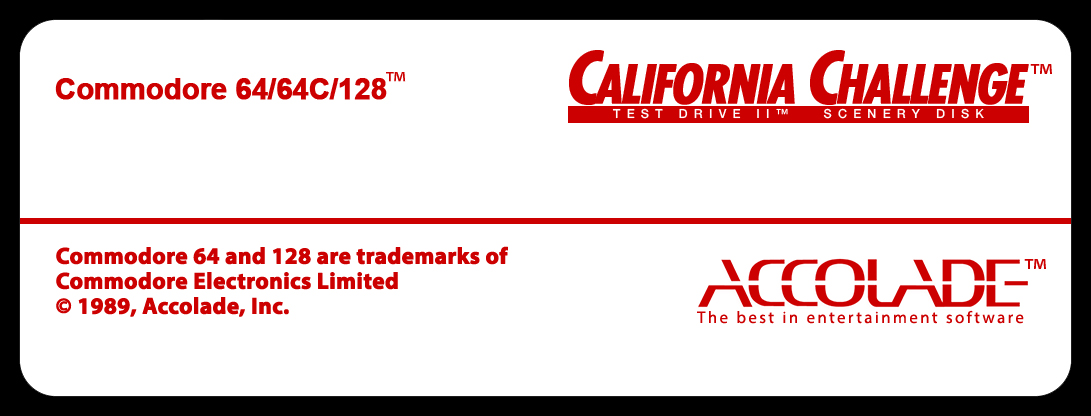 Commodore 64/64C/128™
CALIFORNIA CHALLENGE™
TEST DRIVE II™ SCENERY DISK
Commodore 64 and 128 are trademarks of
Commodore Electronics Limited
© 1989, Accolade, Inc.
ACCOLADE™
The best in entertainment software